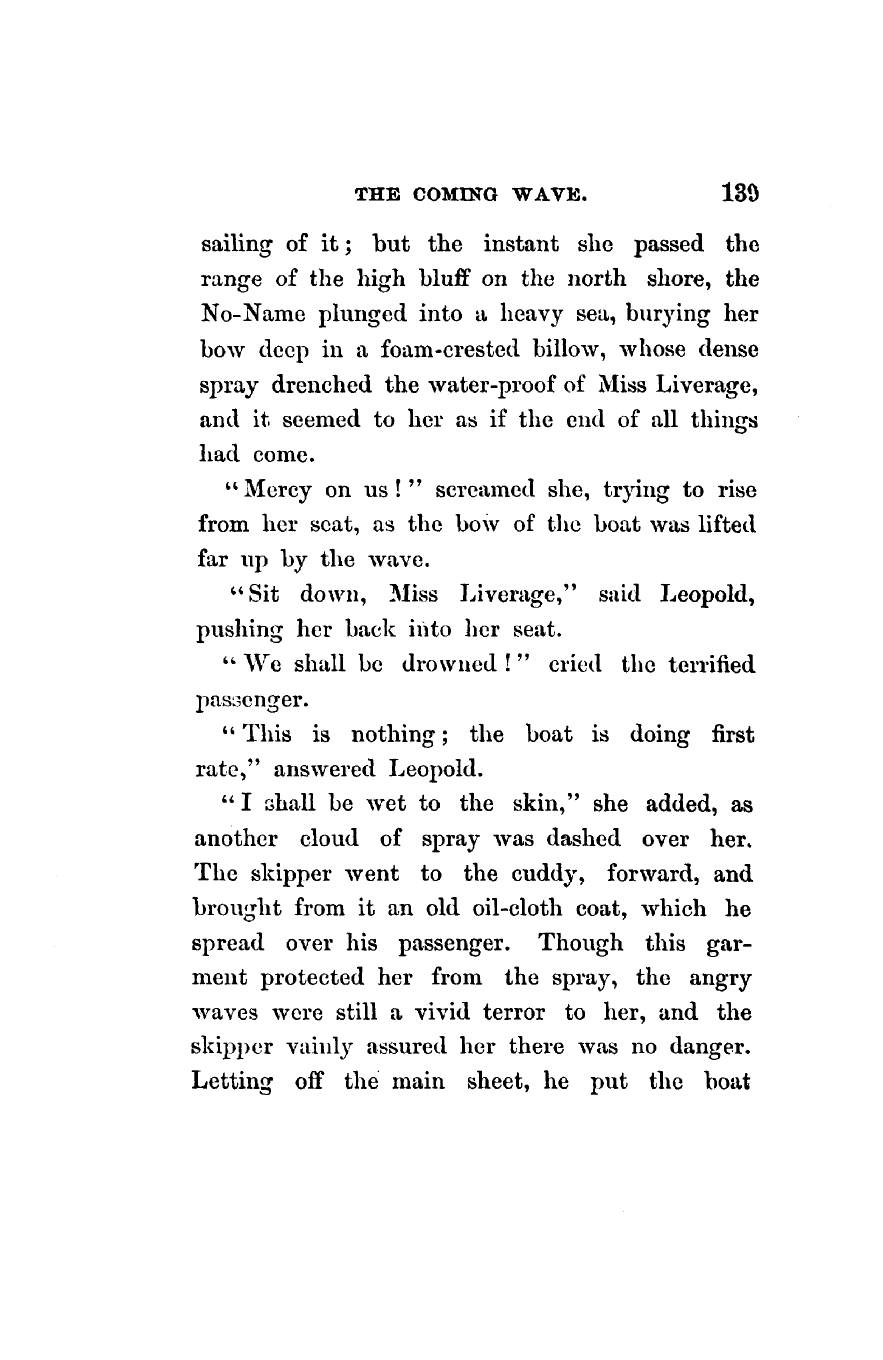 THE COMING WAVE. 139
sailing of it; but the instant she passed the
range of the high bluff on the north shore, the
No-Name plunged into a heavy sea, burying her
bow deep in a foam-crested billow, whose dense
spray drenched the water-proof of Miss Liverage,
and it seemed to her as if the end of all things
had come.
"Mercy on us!" screamed she, trying to rise
from her seat, as the bow of the boat was lifted
far up by the wave.
"Sit down, Miss Liverage," said Leopold,
pushing her back into her seat.
"We shall be drowned!" cried the terrified
passenger.
"This is nothing; the boat is doing first
rate," answered Leopold.
"I shall be wet to the skin," she added, as
another cloud of spray was dashed over her.
The skipper went to the cuddy, forward, and
brought from it an old oil-cloth coat, which he
spread over his passenger. Though this gar-
ment protected her from the spray, the angry
waves were still a vivid terror to her, and the
skipper vainly assured her there was no danger.
Letting off the main sheet, he put the boat